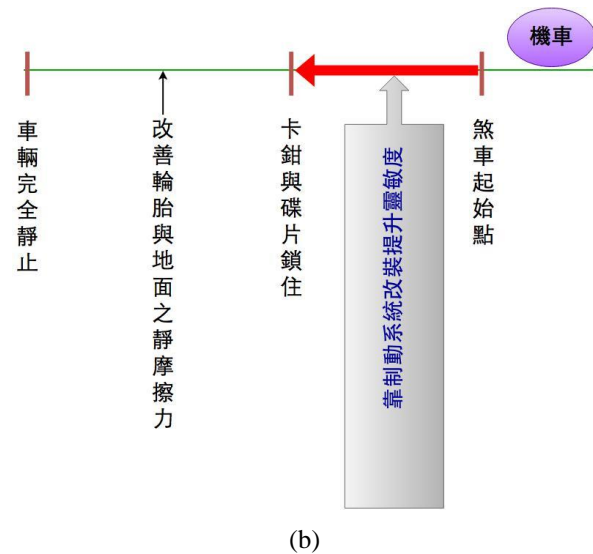 機車
車輛完全靜止
改善輪胎與地面之靜摩擦力
卡鉗與碟片鎖住
靠制動系統改裝提升靈敏度
煞車起始點
(b)